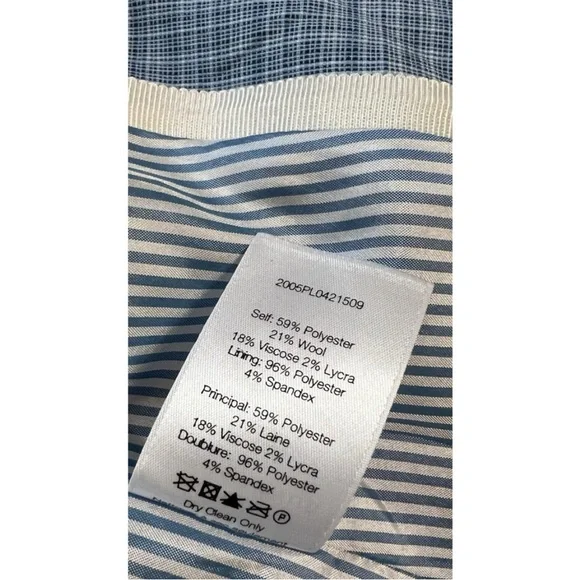 2005PL0421509
Self: 59% Polyester
21% Wool
18% Viscose 2% Lycra
Lining: 96% Polyester
4% Spandex
Principal: 59% Polyester
21% Laine
18% Viscose 2% Lycra
Doublure: 96% Polyester
4% Spandex
P
Dry Clean Only